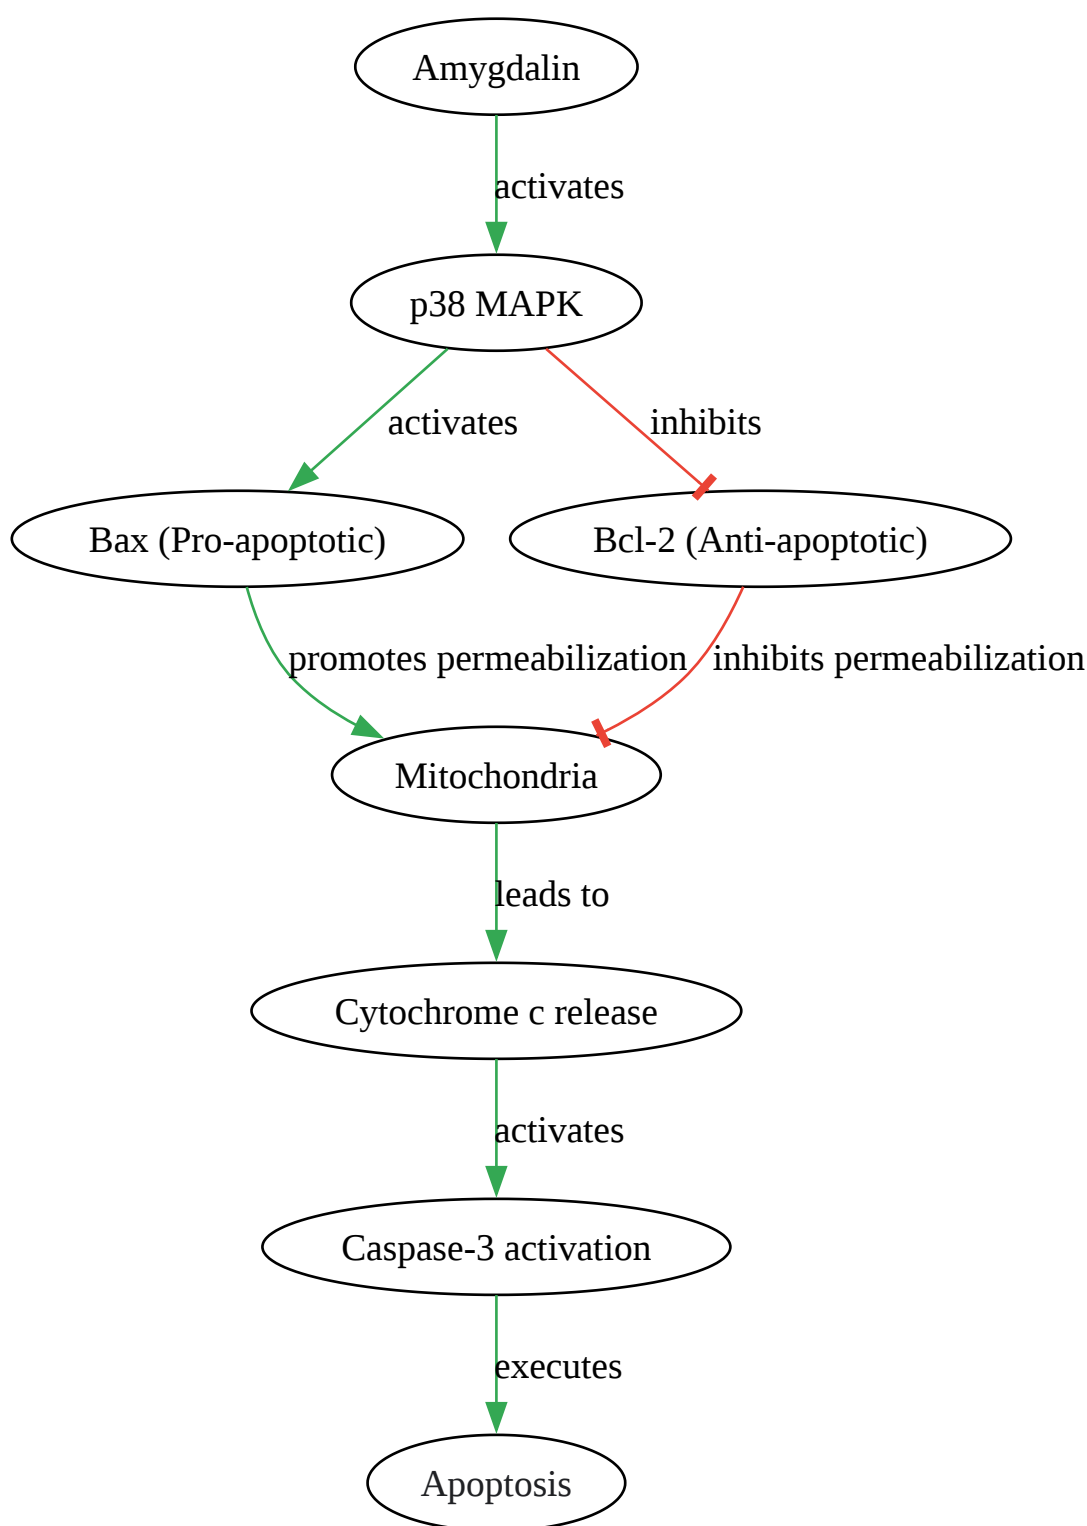 Amygdalin
activates
p38 MAPK
activates
inhibits
Bax (Pro-apoptotic)
Bcl-2 (Anti-apoptotic)
promotes permeabilization
inhibits permeabilization
Mitochondria
leads to
Cytochrome c release
activates
Caspase-3 activation
executes
Apoptosis